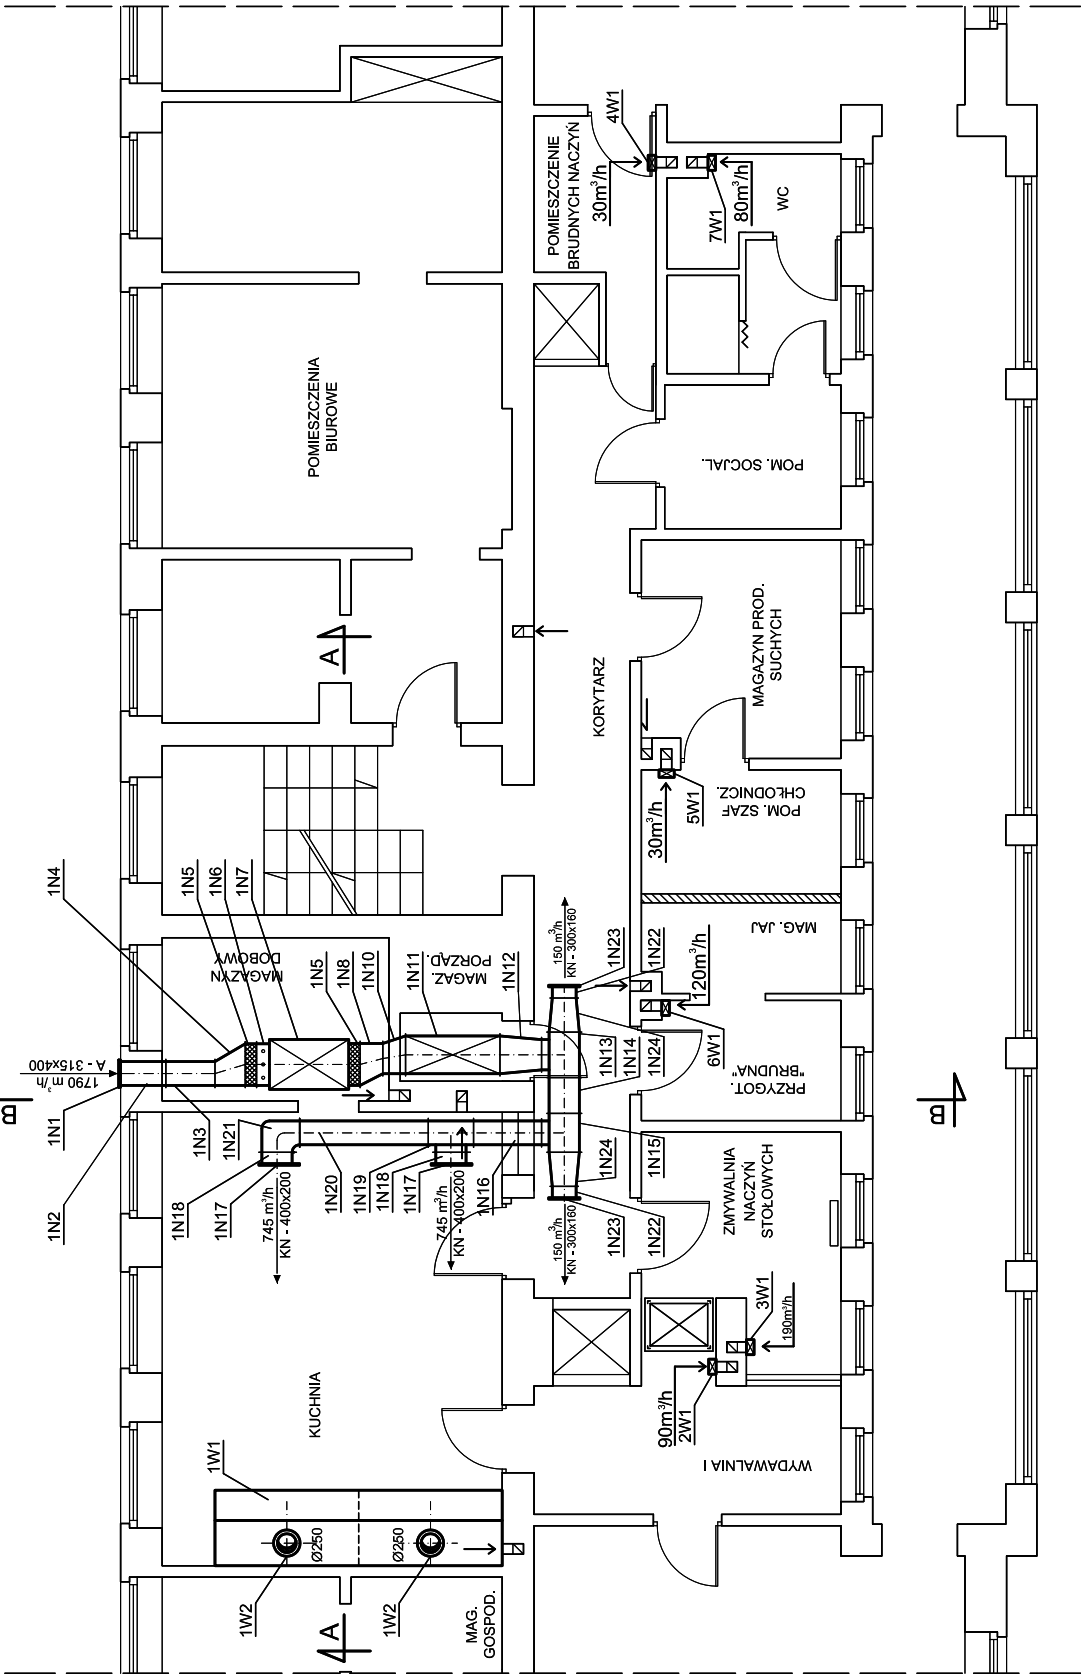 4W1
POMIESZCZENIE
BRUDNYCH NACZYŃ
30m³/h
7W1
80m³/h
WC
POMIESZCZENIA
BIUROWE
POM. SOCJAL.
A
KORYTARZ
MAGAZYN PROD.
SUCHYCH
30m³/h
5W1
POM. SZAF
CHŁODNICZ.
1N4
1N5
1N6
1N7
MAGAZYN
DOBOWY
1N5
1N8
1N10
1N11
MAGAZ.
PORZĄD.
1N12
150 m³/h
KN - 300x160
1N23
1N22
120m³/h
MAG. JAJ
6W1
PRZYGOT.
"BRUDNA"
1790 m³/h
A - 315x400
B
B
1N1
1N2
1N3
1N21
1N18
1N17
745 m³/h
KN - 400x200
1N20
1N19
1N18
1N17
745 m³/h
KN - 400x200
1N16
1N13
1N14
1N24
1N24
1N15
150 m³/h
KN - 300x160
1N23
1N22
ZMYWALNIA
NACZYŃ
STOŁOWYCH
3W1
190m³/h
90m³/h
2W1
WYDAWALNIA I
KUCHNIA
1W1
Ø250
Ø250
1W2
1W2
A
MAG.
GOSPOD.